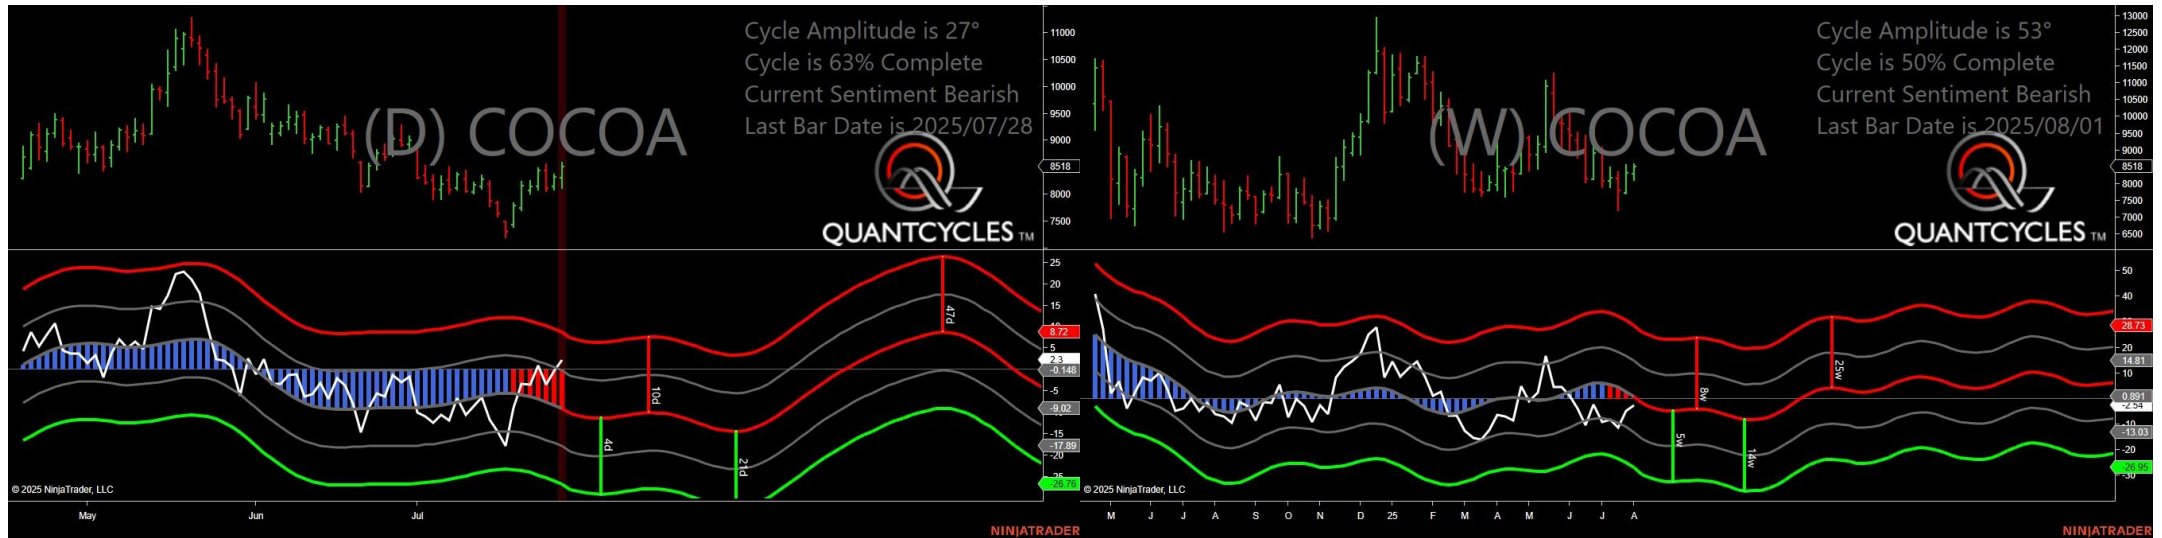 Cycle Amplitude is 27°
Cycle is 63% Complete
Current Sentiment Bearish
Last Bar Date is 2025/07/28
(D) COCOA
QUANTCYCLES TM
11000
10500
9500
9000
8518
8000
7500
25
20
15
8.72
5
2.3
-0.148
-5
-9.02
-15
-17.89
-20
-26.76
10d
47d
4d
21d
© 2025 NinjaTrader, LLC
May
Jun
Jul
NINJATRADER
Cycle Amplitude is 53°
Cycle is 50% Complete
Current Sentiment Bearish
Last Bar Date is 2025/08/01
(W) COCOA
QUANTCYCLES TM
13000
12500
12000
11500
11000
10500
10000
9500
9000
8518
8000
7500
7000
6500
50
40
28.73
20
14.81
10
0.891
-2.54
-13.03
-20
-26.95
-30
8w
25w
5w
14w
© 2025 NinjaTrader, LLC
M
J
J
A
S
O
N
D
25
F
M
A
M
J
J
A
NINJATRADER